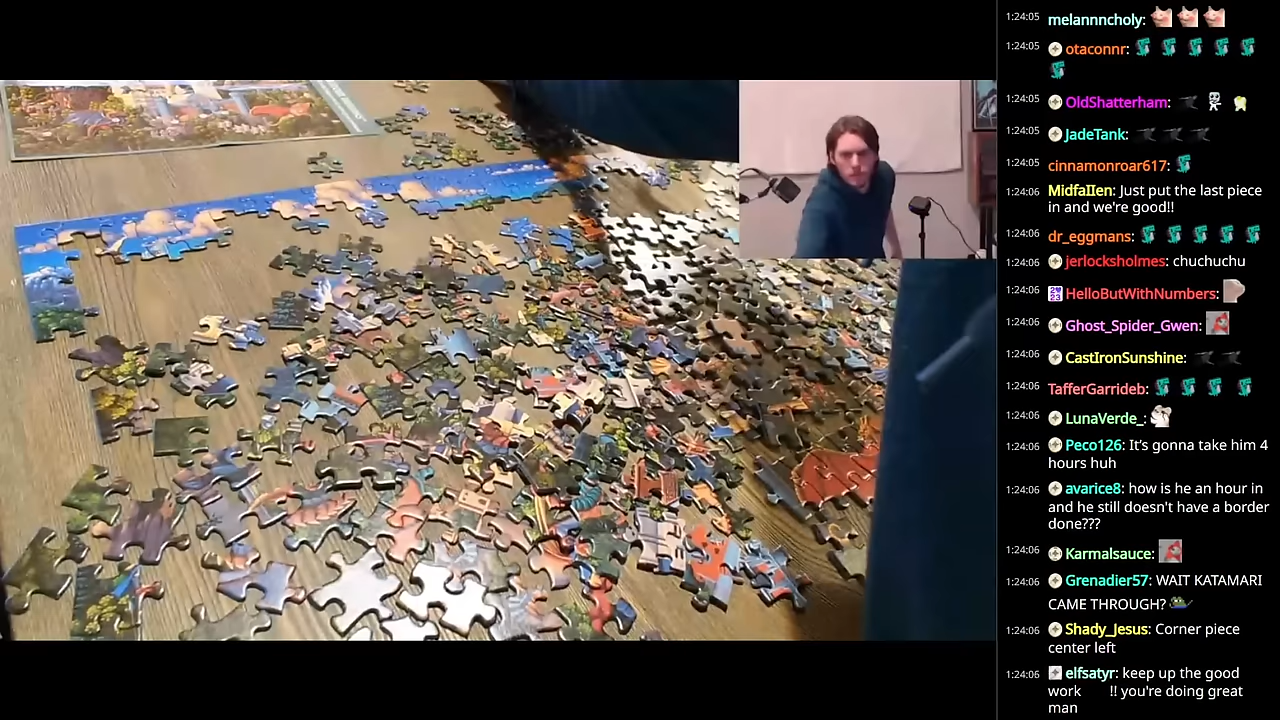 1:24:05 melannncholy:
1:24:05 otaconnr:
1:24:05 OldShatterham:
1:24:05 JadeTank:
1:24:05 cinnamonroar617:
1:24:06 MidfaIIen: Just put the last piece
in and we're good!!
1:24:06 dr_eggmans:
1:24:06 jerlocksholmes: chuchuchu
1:24:06 HelloButWithNumbers:
1:24:06 Ghost_Spider_Gwen:
1:24:06 CastIronSunshine:
1:24:06 TafferGarrideb:
1:24:06 LunaVerde_:
1:24:06 Peco126: It's gonna take him 4
hours huh
1:24:06 avarice8: how is he an hour in
and he still doesn't have a border
done???
1:24:06 Karmalsauce:
1:24:06 Grenadier57: WAIT KATAMARI
CAME THROUGH?
1:24:06 Shady_Jesus: Corner piece
center left
1:24:06 elfsatyr: keep up the good
work !! you're doing great
man